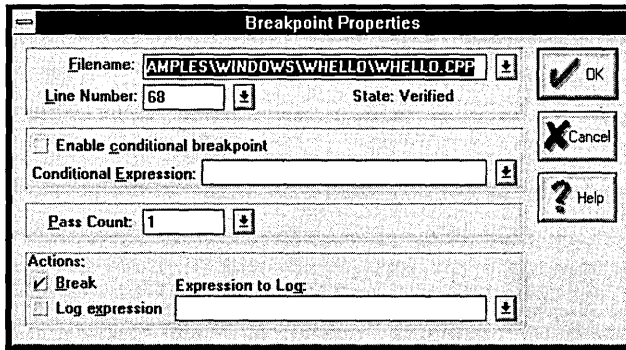 Breakpoint Properties
Filename: AMPLES\WINDOWS\WHELLO\WHELLO.CPP
Line Number: 68 State: Verified
Enable conditional breakpoint
Conditional Expression:
Pass Count: 1
Actions:
Break
Expression to Log:
Log expression
OK
Cancel
? Help